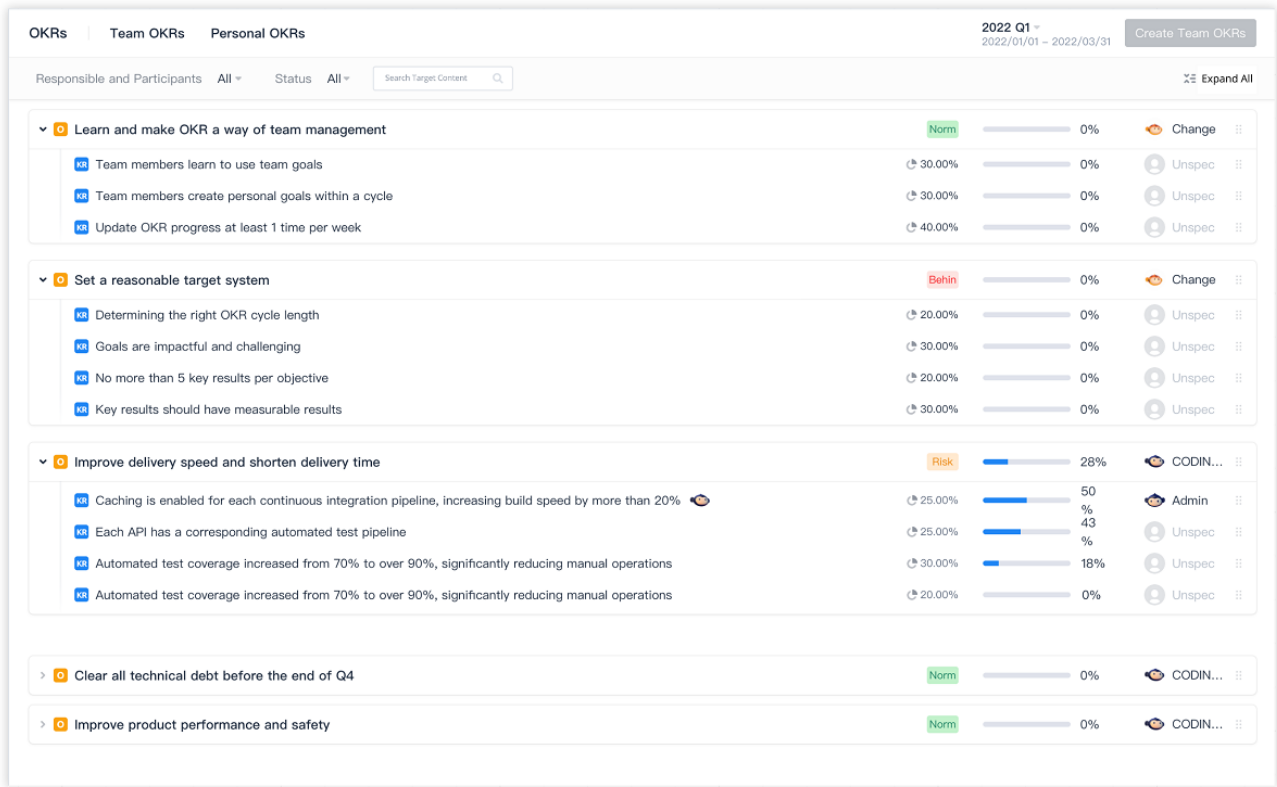 OKRs Team OKRs Personal OKRs 2022 Q1 Create Team OKRs
2022/01/01 – 2022/03/31
Responsible and Participants All Status All Search Target Content Expand All
O Learn and make OKR a way of team management Norm 0% Change
KR Team members learn to use team goals 30.00% 0% Unspec
KR Team members create personal goals within a cycle 30.00% 0% Unspec
KR Update OKR progress at least 1 time per week 40.00% 0% Unspec
O Set a reasonable target system Behin 0% Change
KR Determining the right OKR cycle length 20.00% 0% Unspec
KR Goals are impactful and challenging 30.00% 0% Unspec
KR No more than 5 key results per objective 20.00% 0% Unspec
KR Key results should have measurable results 30.00% 0% Unspec
O Improve delivery speed and shorten delivery time Risk 28% CODIN...
KR Caching is enabled for each continuous integration pipeline, increasing build speed by more than 20% 25.00% 50 % Admin
KR Each API has a corresponding automated test pipeline 25.00% 43 % Unspec
KR Automated test coverage increased from 70% to over 90%, significantly reducing manual operations 30.00% 18% Unspec
KR Automated test coverage increased from 70% to over 90%, significantly reducing manual operations 20.00% 0% Unspec
O Clear all technical debt before the end of Q4 Norm 0% CODIN...
O Improve product performance and safety Norm 0% CODIN...